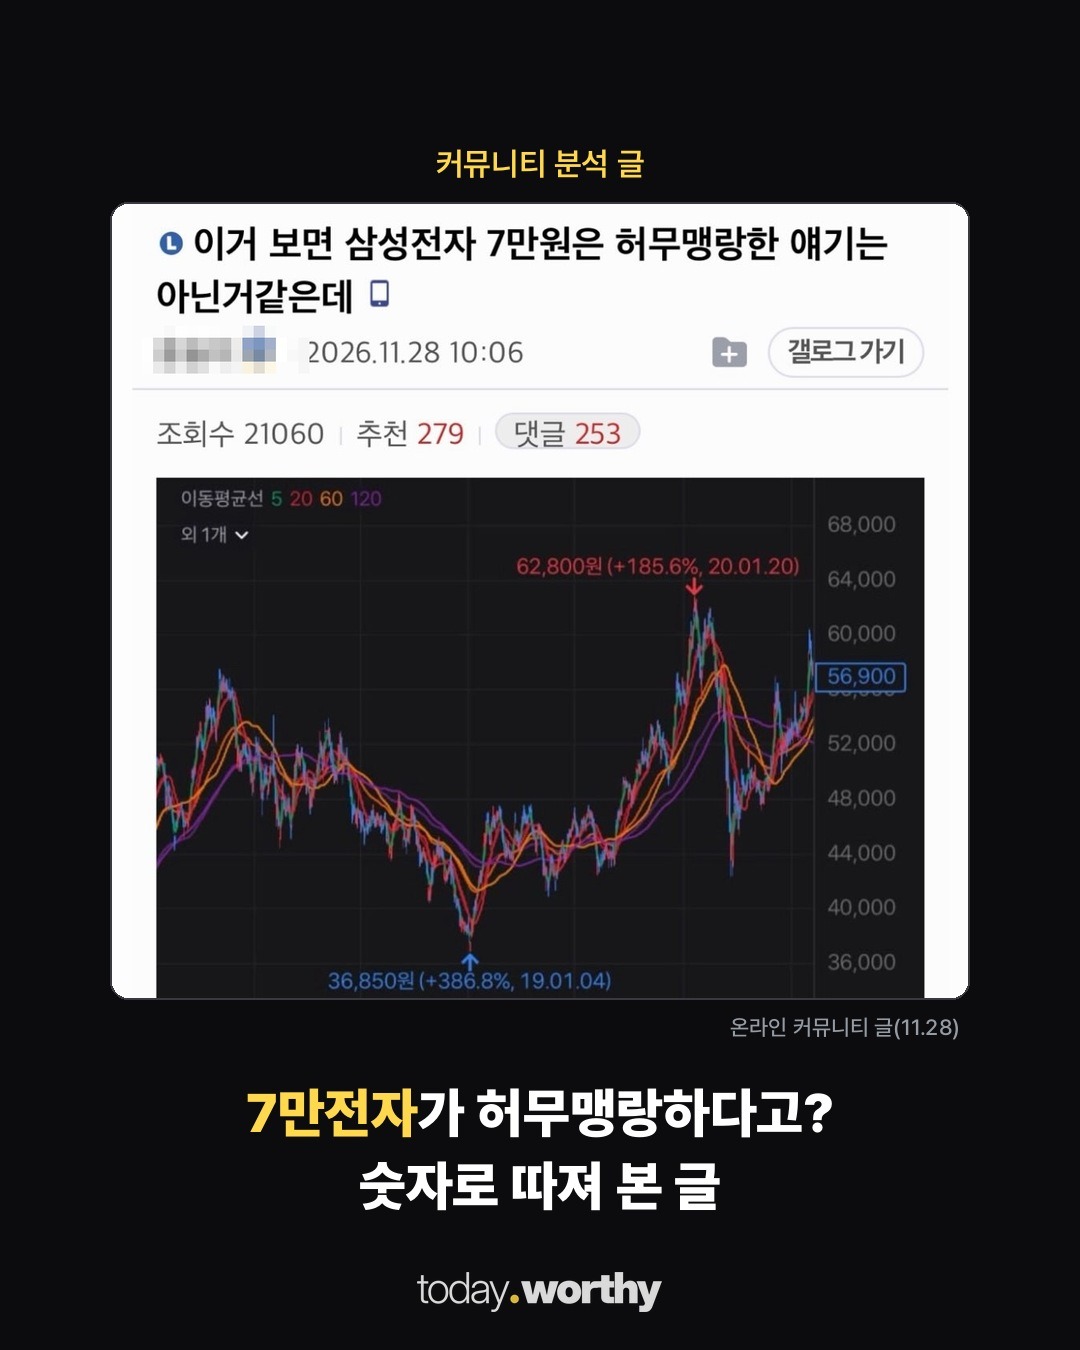 커뮤니티 분석 글
이거 보면 삼성전자 7만원은 허무맹랑한 얘기는
아닌거같은데
2026.11.28 10:06
갤로그 가기
조회수 21060
추천 279
댓글 253
이동평균선 5 20 60 120
외 1개
62,800원 (+185.6%, 20.01.20)
68,000
64,000
60,000
56,900
52,000
48,000
44,000
40,000
36,000
36,850원 (+386.8%, 19.01.04)
온라인 커뮤니티 글(11.28)
7만전자가 허무맹랑하다고?
숫자로 따져 본 글
today.worthy